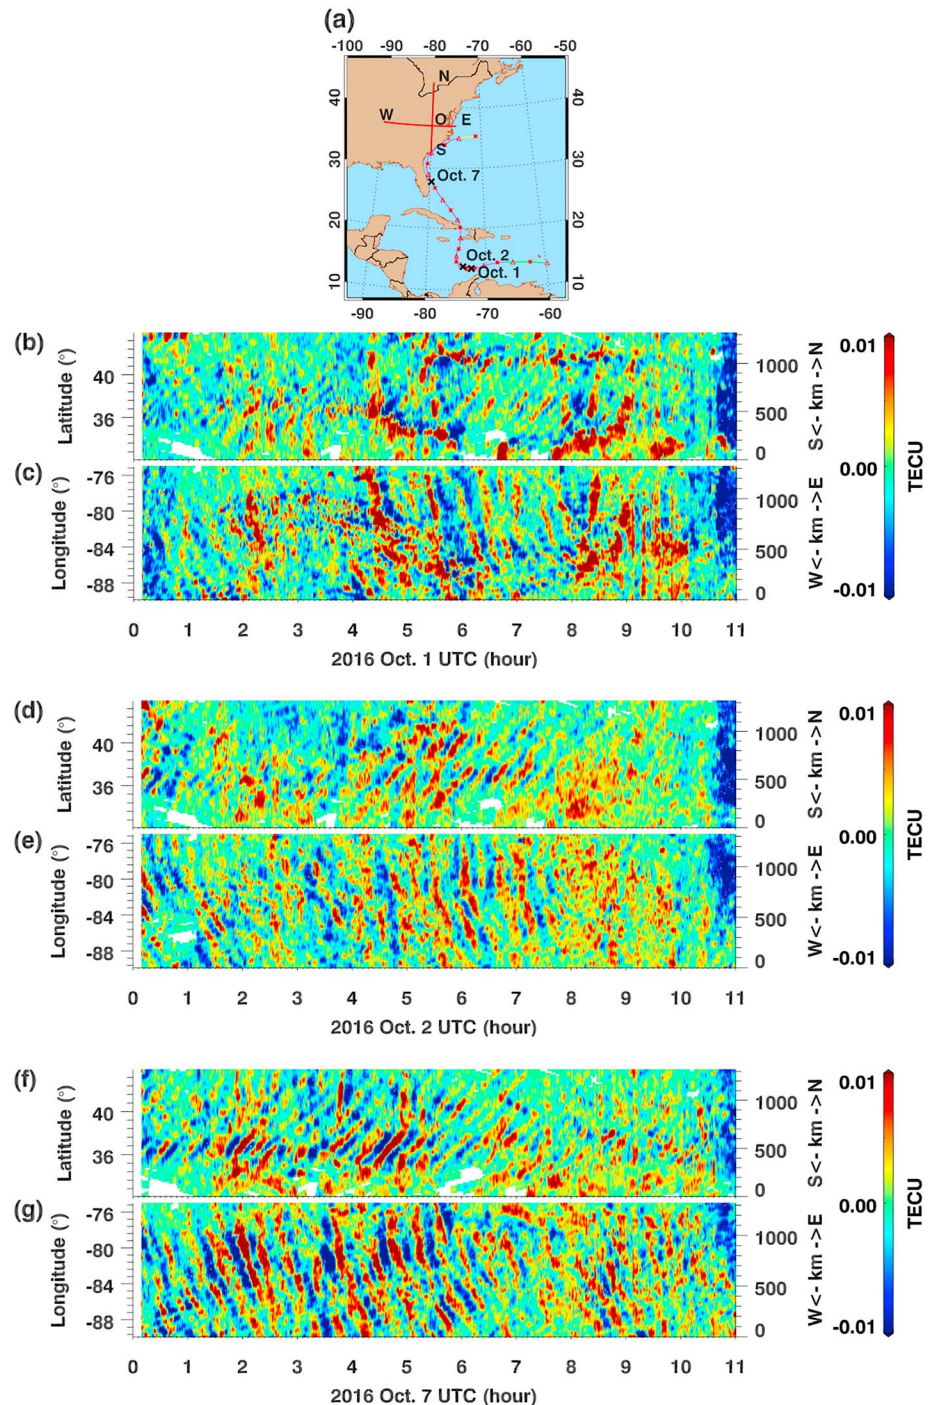 (a)
-100 -90 -80 -70 -60 -50
N
40 40
W O E
S
30 30
Oct. 7
20 20
Oct. 2
Oct. 1
10 10
-90 -80 -70 -60
(b)
Latitude (°)
40
36
1000
500
0
S<- km ->N
(c)
Longitude (°)
-76
-80
-84
-88
1000
500
0
W<- km ->E
0.01
0.00
-0.01
TECU
0 1 2 3 4 5 6 7 8 9 10 11
2016 Oct. 1 UTC (hour)
(d)
Latitude (°)
40
36
1000
500
0
S<- km ->N
(e)
Longitude (°)
-76
-80
-84
-88
1000
500
0
W<- km ->E
0.01
0.00
-0.01
TECU
0 1 2 3 4 5 6 7 8 9 10 11
2016 Oct. 2 UTC (hour)
(f)
Latitude (°)
40
36
1000
500
0
S<- km ->N
(g)
Longitude (°)
-76
-80
-84
-88
1000
500
0
W<- km ->E
0.01
0.00
-0.01
TECU
0 1 2 3 4 5 6 7 8 9 10 11
2016 Oct. 7 UTC (hour)